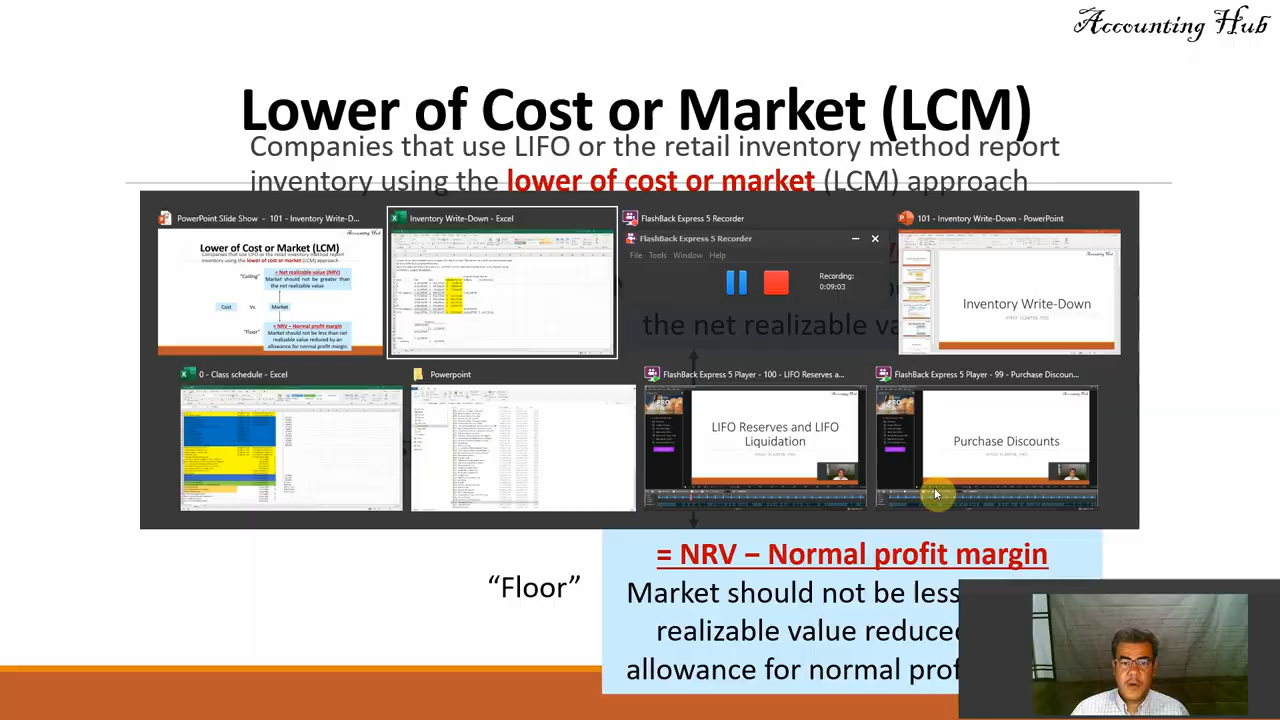 Accounting Hub
Lower of Cost or Market (LCM)
Companies that use LIFO or the retail inventory method report
inventory using the lower of cost or market (LCM) approach
PowerPoint Slide Show - 101 - Inventory Write-D...
Inventory Write-Down - Excel
FlashBack Express 5 Recorder
101 - Inventory Write-Down - PowerPoint
Accounting Hub
Lower of Cost or Market (LCM)
Companies that use LIFO or the retail inventory method report
inventory using the lower of cost or market (LCM) approach
"Ceiling"
= Net realizable value (NRV)
Market should not be greater than
the net realizable value
Cost
Vs.
Market
"Floor"
= NRV – Normal profit margin
Market should not be less than net
realizable value reduced by an
allowance for normal profit margin.
FlashBack Express 5 Recorder
File Tools Window Help
Recording:
0:09:03
Inventory Write-Down
the net realizable va
0 - Class schedule - Excel
Powerpoint
FlashBack Express 5 Player - 100 - LIFO Reserves a...
FlashBack Express 5 Player - 99 - Purchase Discoun...
PRO
LIFO Reserves and LIFO
Liquidation
PRO
Purchase Discounts
"Floor"
= NRV – Normal profit margin
Market should not be less
realizable value reduced
allowance for normal prof